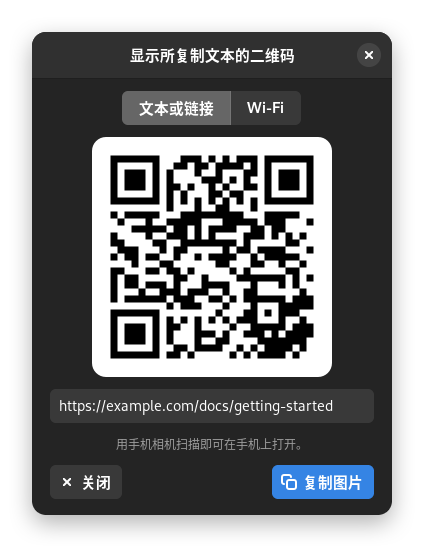 显示所复制文本的二维码
文本或链接
Wi-Fi
https://example.com/docs/getting-started
用手机相机扫描即可在手机上打开。
关闭
复制图片